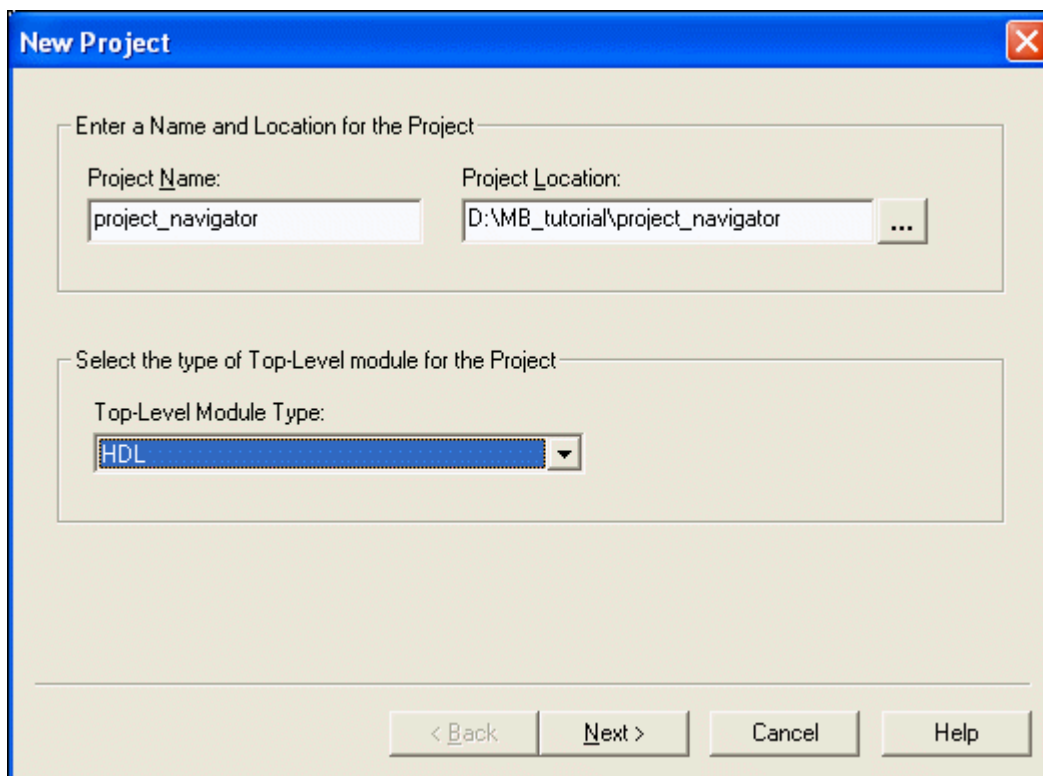 New Project
Enter a Name and Location for the Project
Project Name: Project Location:
project_navigator D:\MB_tutorial\project_navigator ...
Select the type of Top-Level module for the Project
Top-Level Module Type:
HDL
< Back Next > Cancel Help